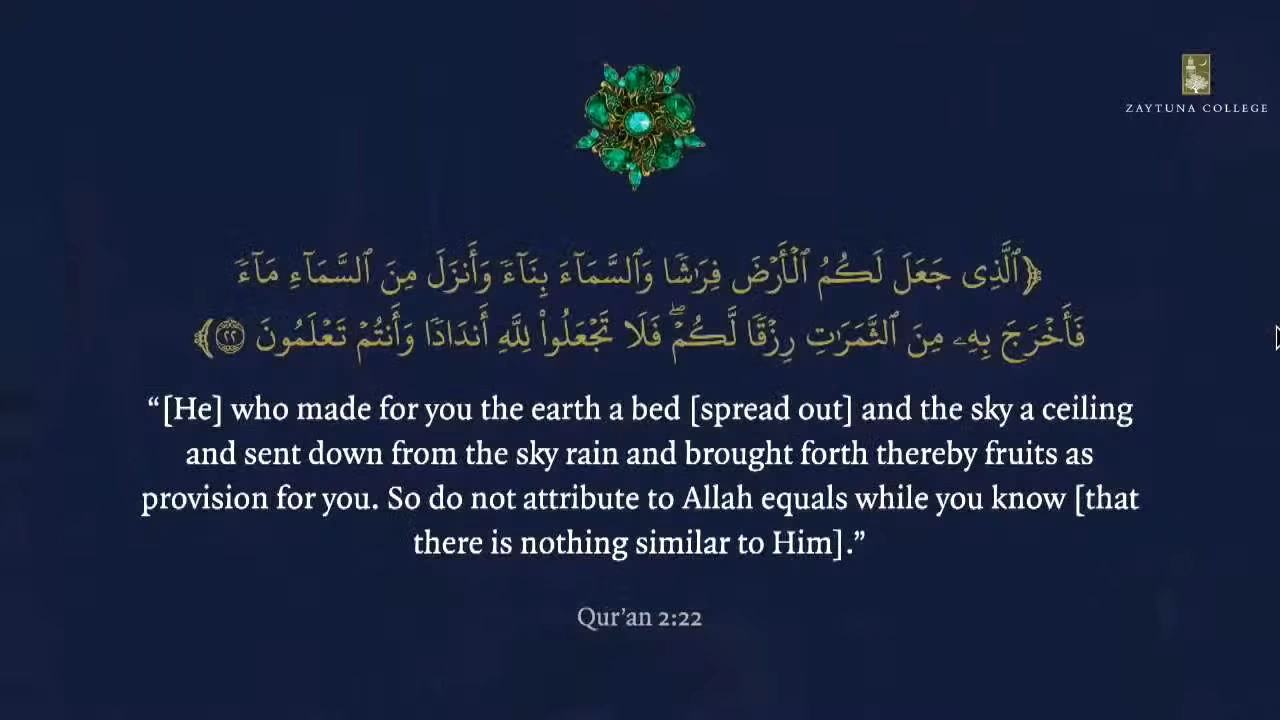 ZAYTUNA COLLEGE
﴿ٱلَّذِى جَعَلَ لَكُمُ ٱلْأَرْضَ فِرَٰشًا وَٱلسَّمَآءَ بِنَآءً وَأَنزَلَ مِنَ ٱلسَّمَآءِ مَآءً
فَأَخْرَجَ بِهِۦ مِنَ ٱلثَّمَرَٰتِ رِزْقًا لَّكُمْ ۖ فَلَا تَجْعَلُوا۟ لِلَّهِ أَندَادًا وَأَنتُمْ تَعْلَمُونَ ٢٢﴾
“[He] who made for you the earth a bed [spread out] and the sky a ceiling
and sent down from the sky rain and brought forth thereby fruits as
provision for you. So do not attribute to Allah equals while you know [that
there is nothing similar to Him].”
Qur’an 2:22